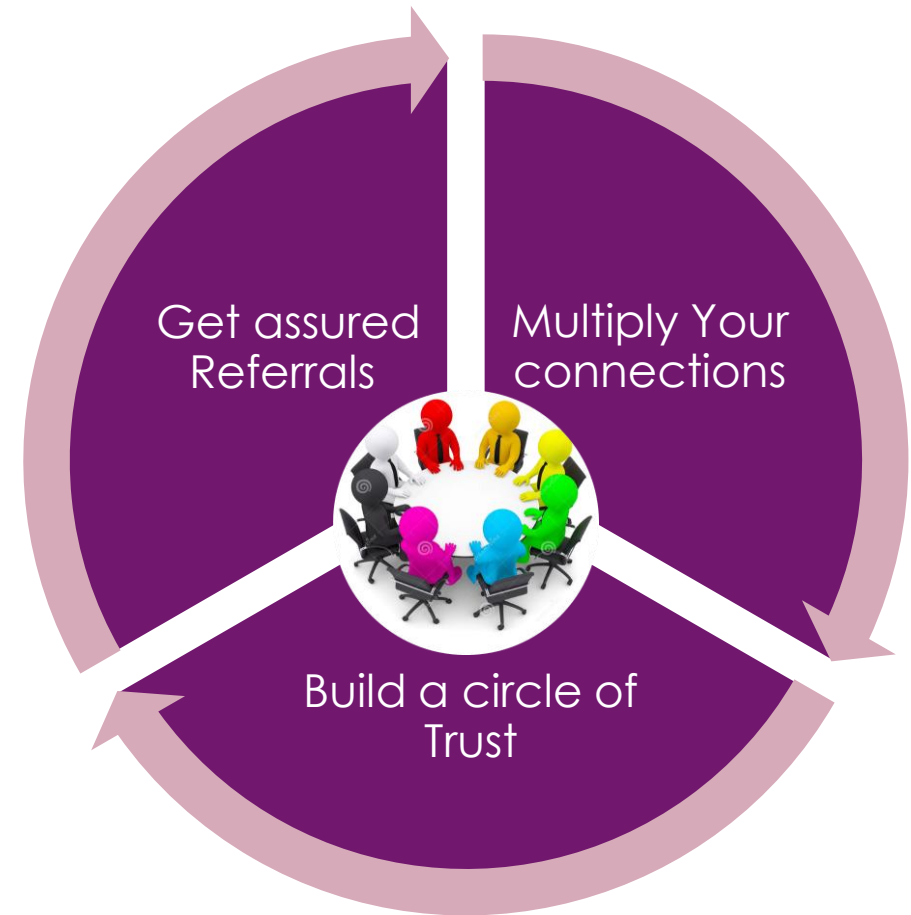 Get assured
Referrals
Multiply Your
connections
Build a circle of
Trust